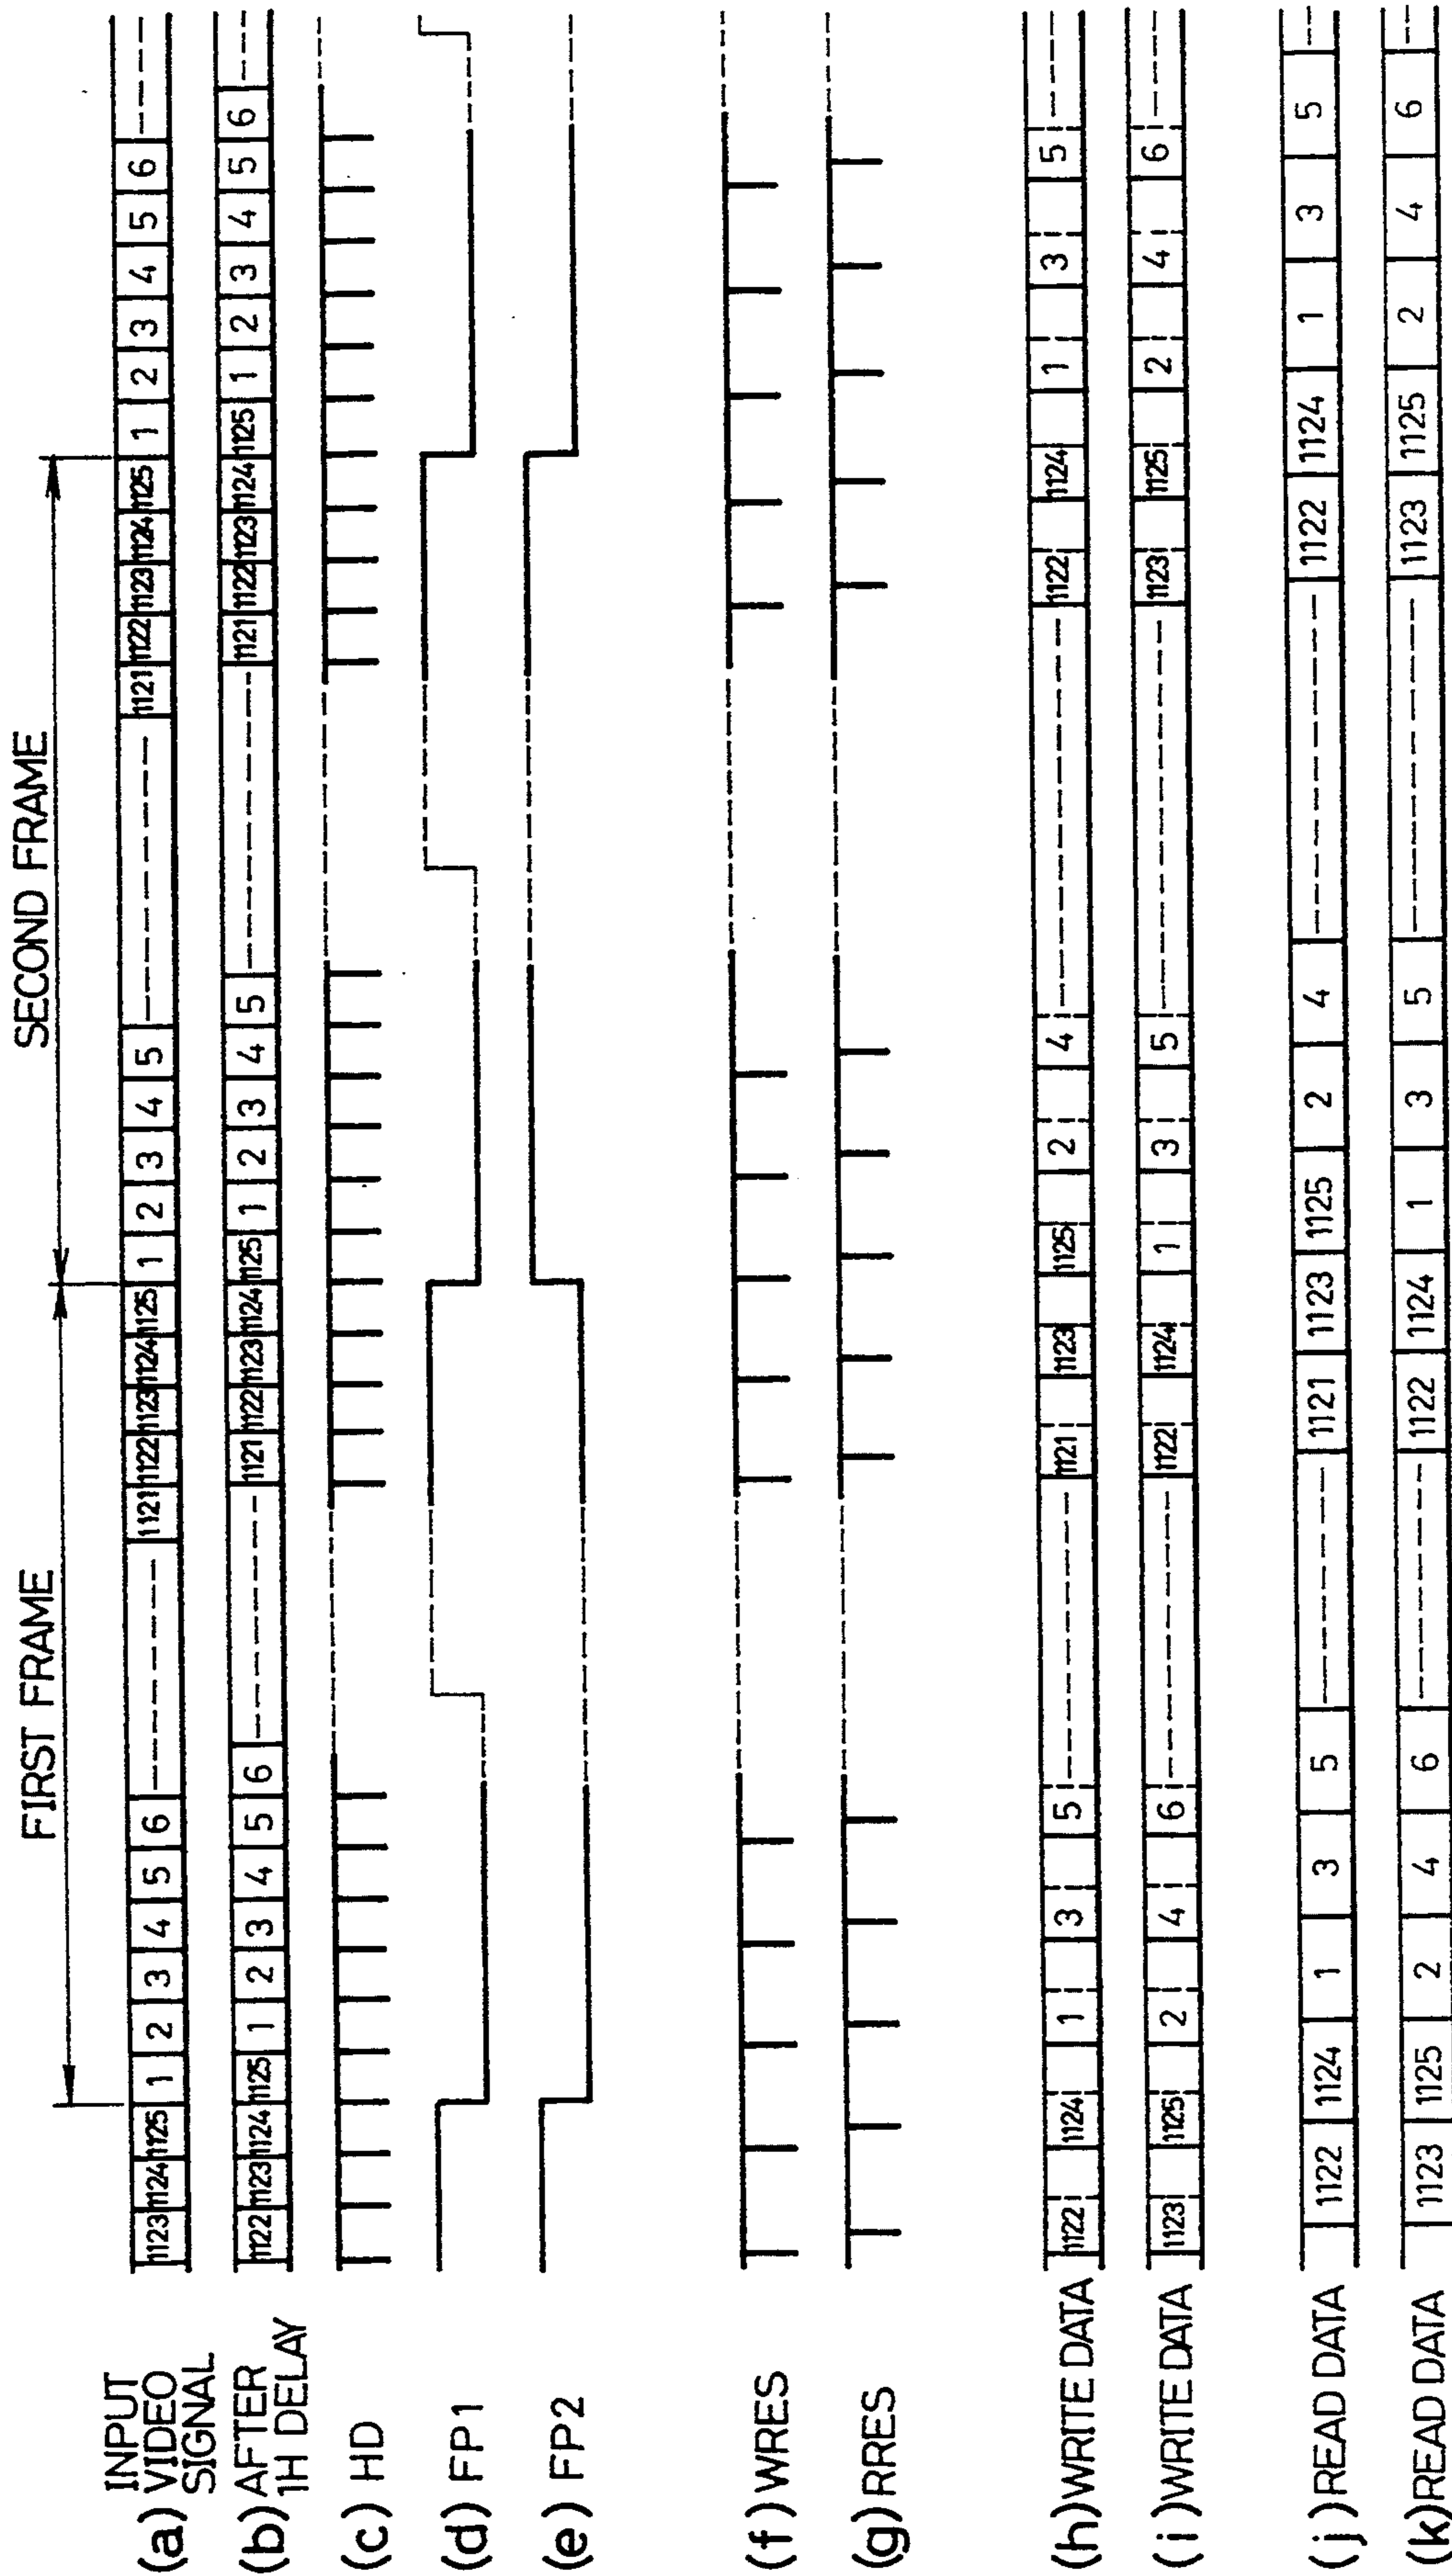 FIRST FRAME
SECOND FRAME
(a) INPUT VIDEO SIGNAL
1123 1124 1125 1 2 3 4 5 6 1121 1122 1123 1124 1125 1 2 3 4 5 1121 1122 1123 1124 1125 1 2 3 4 5 6
(b) AFTER 1H DELAY
1122 1123 1124 1125 1 2 3 4 5 6 1121 1122 1123 1124 1125 1 2 3 4 5 1121 1122 1123 1124 1125 1 2 3 4 5 6
(c) HD
(d) FP1
(e) FP2
(f) WRES
(g) RRES
(h) WRITE DATA
1122 1124 1 3 5 1121 1123 1125 2 4 1122 1124 1 3 5
(i) WRITE DATA
1123 1125 2 4 6 1122 1124 1 3 5 1123 1125 2 4 6
(j) READ DATA
1122 1124 1 3 5 1121 1123 1125 2 4 1122 1124 1 3 5
(k) READ DATA
1123 1125 2 4 6 1122 1124 1 3 5 1123 1125 2 4 6